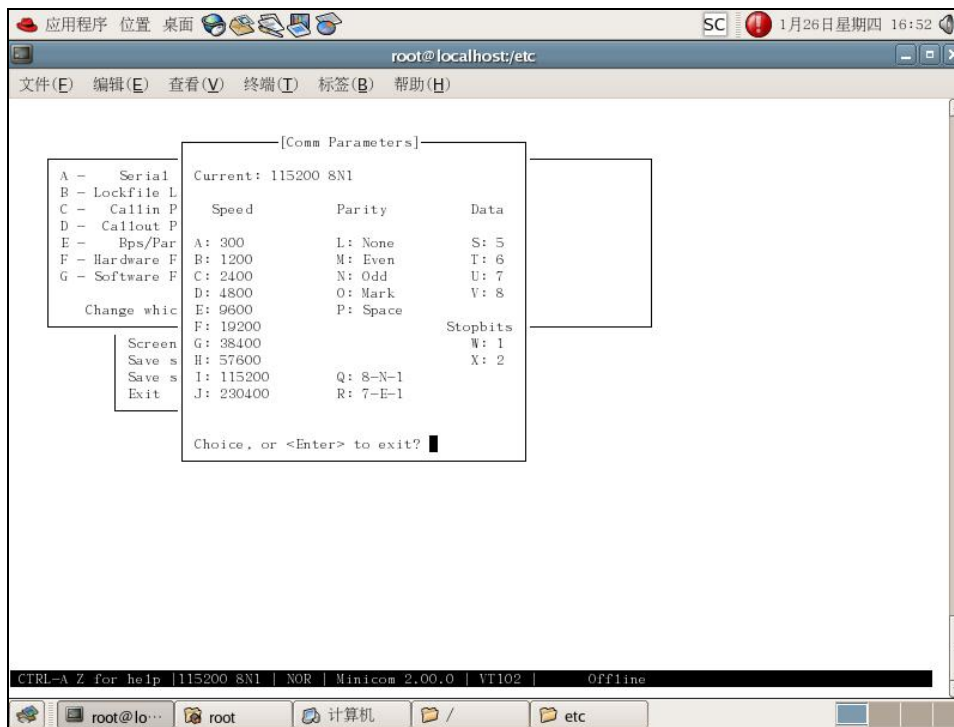 应用程序 位置 桌面 SC 1月26日星期四 16:52
root@localhost:/etc
文件(F) 编辑(E) 查看(V) 终端(T) 标签(B) 帮助(H)
[Comm Parameters]
A - Serial
B - Lockfile L
C - Callin P
D - Callout P
E - Bps/Par
F - Hardware F
G - Software F
Change whic
Screen
Save s
Save s
Exit
Current: 115200 8N1
Speed Parity Data
A: 300 L: None S: 5
B: 1200 M: Even T: 6
C: 2400 N: Odd U: 7
D: 4800 O: Mark V: 8
E: 9600 P: Space
F: 19200 Stopbits
G: 38400 W: 1
H: 57600 X: 2
I: 115200 Q: 8-N-1
J: 230400 R: 7-E-1
Choice, or <Enter> to exit?
CTRL-A Z for help |115200 8N1 | NOR | Minicom 2.00.0 | VT102 | Offline
root@lo… root 计算机 / etc